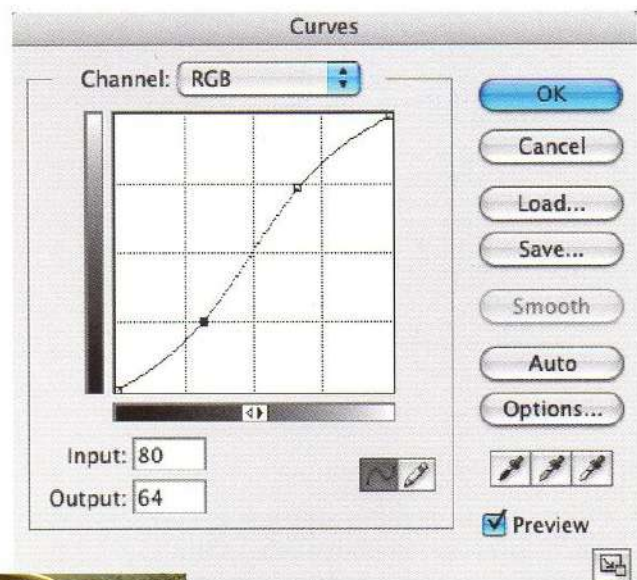 Curves
Channel: RGB
OK
Cancel
Load...
Save...
Smooth
Auto
Options...
Input: 80
Output: 64
Preview